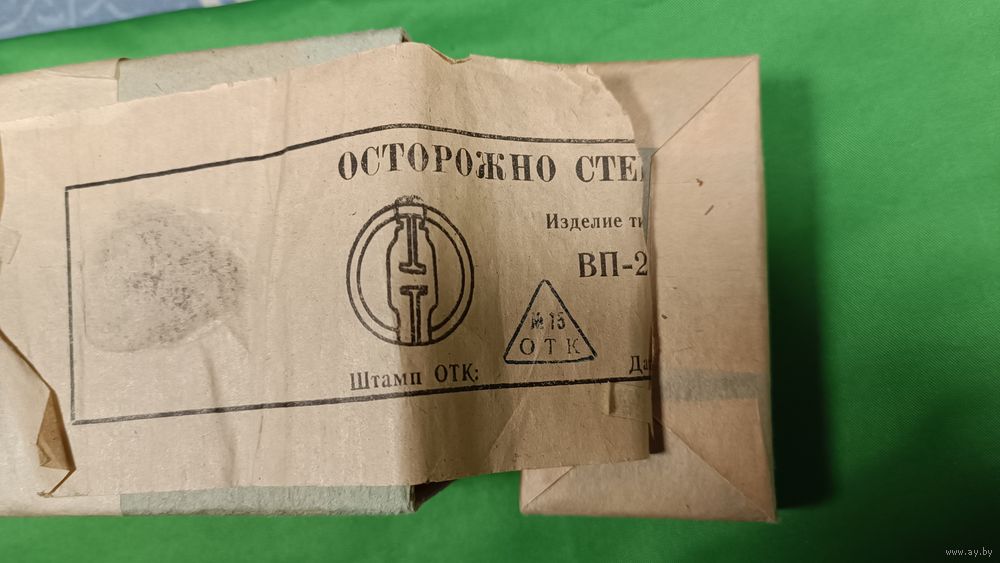 ОСТОРОЖНО СТЕ
Изделие ти
ВП-2
№ 15
ОТК
Штамп ОТК:
Да
www.ay.by